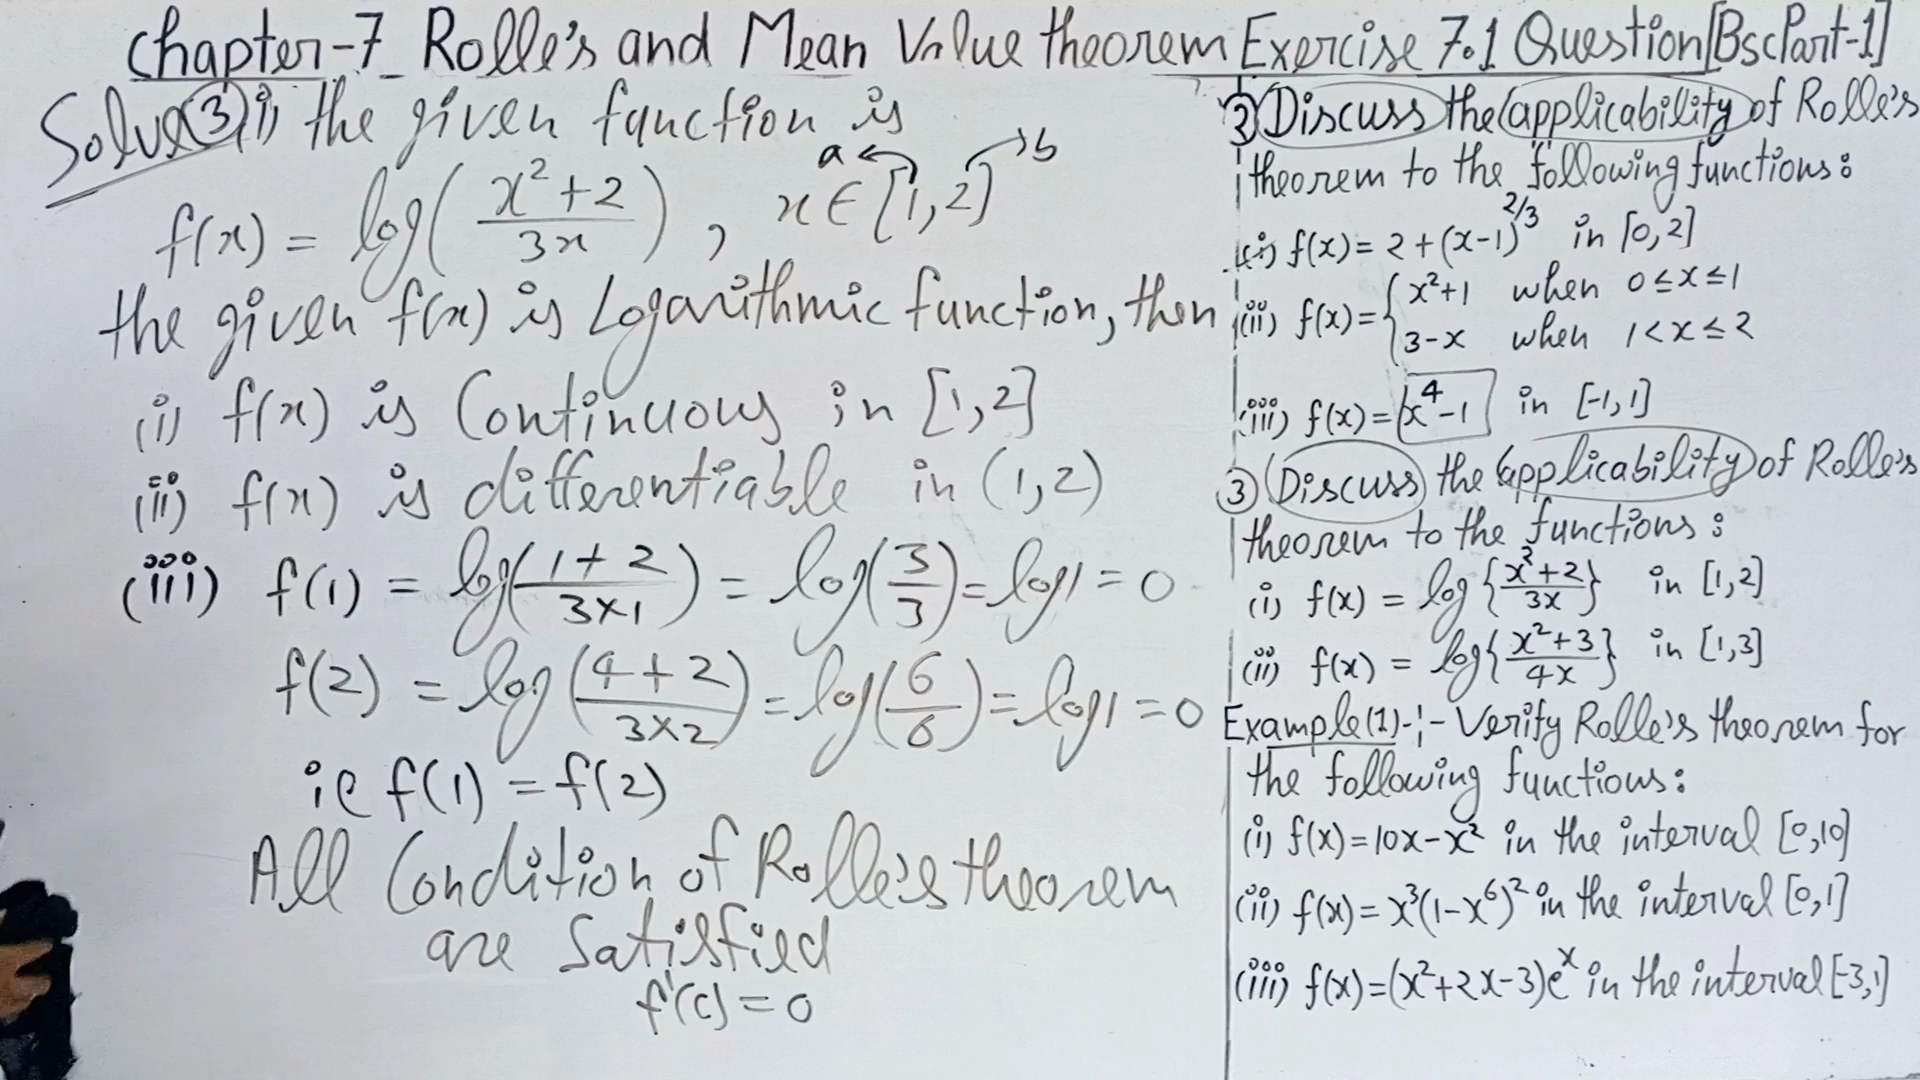 Chapter-7 Rolle's and Mean Value theorem Exercise 7.1 Question [Bsc Part-1]
Solve (3)(i) the given function is
a b
f(x) = log((x²+2)/3x), x ∈ [1,2]
the given f(x) is Logarithmic function, then
(i) f(x) is Continuous in [1,2]
(ii) f(x) is differentiable in (1,2)
(iii) f(1) = log((1+2)/(3×1)) = log(3/3) = log1 = 0
f(2) = log((4+2)/(3×2)) = log(6/6) = log1 = 0
ie f(1) = f(2)
All Condition of Rolle's theorem
are Satisfied
f'(c) = 0
3) Discuss the applicability of Rolle's
theorem to the following functions:
(i) f(x) = 2+(x-1)^2/3 in [0,2]
(ii) f(x) = { x²+1 when 0≤x≤1
3-x when 1<x≤2
(iii) f(x) = x⁴-1 in [-1,1]
(3) Discuss the applicability of Rolle's
theorem to the functions:
(i) f(x) = log{(x²+2)/3x} in [1,2]
(ii) f(x) = log{(x²+3)/4x} in [1,3]
Example(1)-:- Verify Rolle's theorem for
the following functions:
(i) f(x)=10x-x² in the interval [0,10]
(ii) f(x)=x³(1-x⁶)² in the interval [0,1]
(iii) f(x)=(x²+2x-3)eˣ in the interval [-3,1]